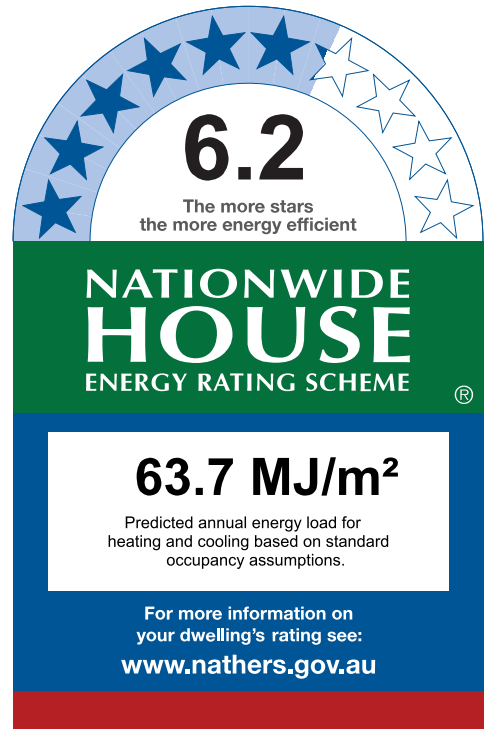 6.2
The more stars
the more energy efficient
NATIONWIDE
HOUSE
ENERGY RATING SCHEME
®
63.7 MJ/m²
Predicted annual energy load for
heating and cooling based on standard
occupancy assumptions.
For more information on
your dwelling's rating see:
www.nathers.gov.au